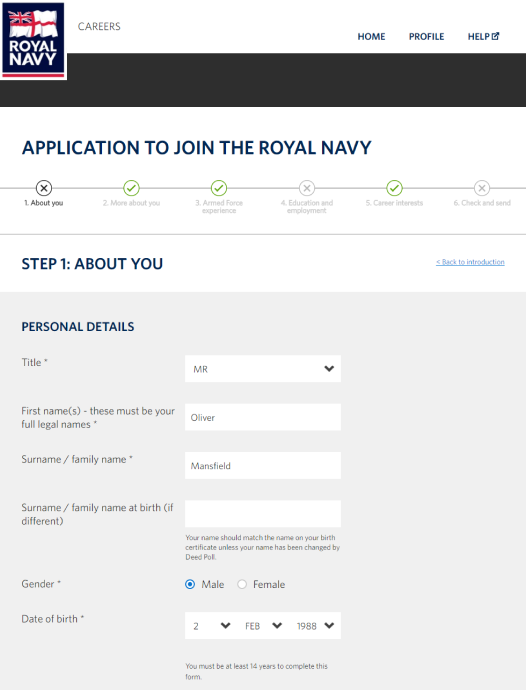 ROYAL
NAVY
CAREERS
HOME PROFILE HELP
APPLICATION TO JOIN THE ROYAL NAVY
1. About you 2. More about you 3. Armed Force experience 4. Education and employment 5. Career interests 6. Check and send
STEP 1: ABOUT YOU
< Back to introduction
PERSONAL DETAILS
Title *
MR
First name(s) - these must be your
full legal names *
Oliver
Surname / family name *
Mansfield
Surname / family name at birth (if
different)
Your name should match the name on your birth
certificate unless your name has been changed by
Deed Poll.
Gender *
Male Female
Date of birth *
2 FEB 1988
You must be at least 14 years to complete this
form.